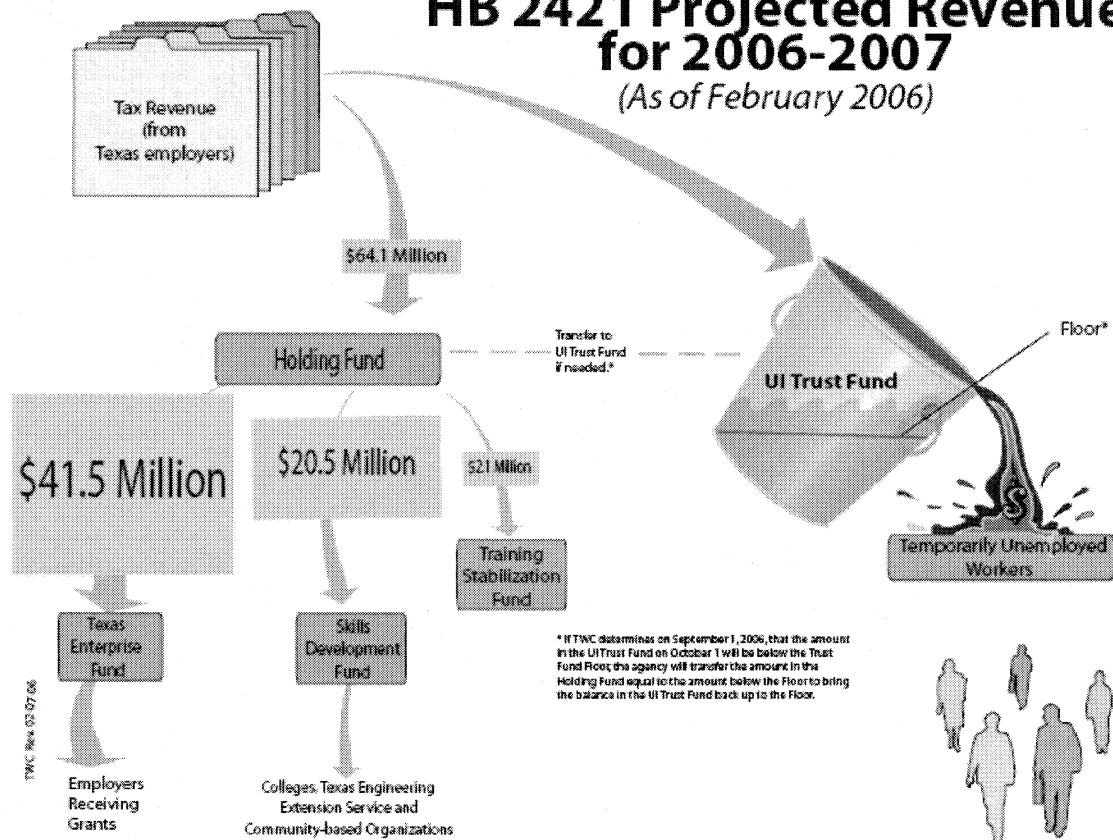 HB 2421 Projected Revenue
for 2006-2007
(As of February 2006)
Tax Revenue
(from
Texas employers)
$64.1 Million
Holding Fund
Transfer to
UI Trust Fund
if needed.*
Floor*
UI Trust Fund
$41.5 Million
$20.5 Million
$2.1 Million
$
Temporarily Unemployed
Workers
Training
Stabilization
Fund
Texas
Enterprise
Fund
Skills
Development
Fund
* If TWC determines on September 1, 2006, that the amount
in the UI Trust Fund on October 1 will be below the Trust
Fund Floor, the agency will transfer the amount in the
Holding Fund equal to the amount below the Floor to bring
the balance in the UI Trust Fund back up to the Floor.
Employers
Receiving
Grants
Colleges, Texas Engineering
Extension Service and
Community-based Organizations
TWC Rev. 02-07-06